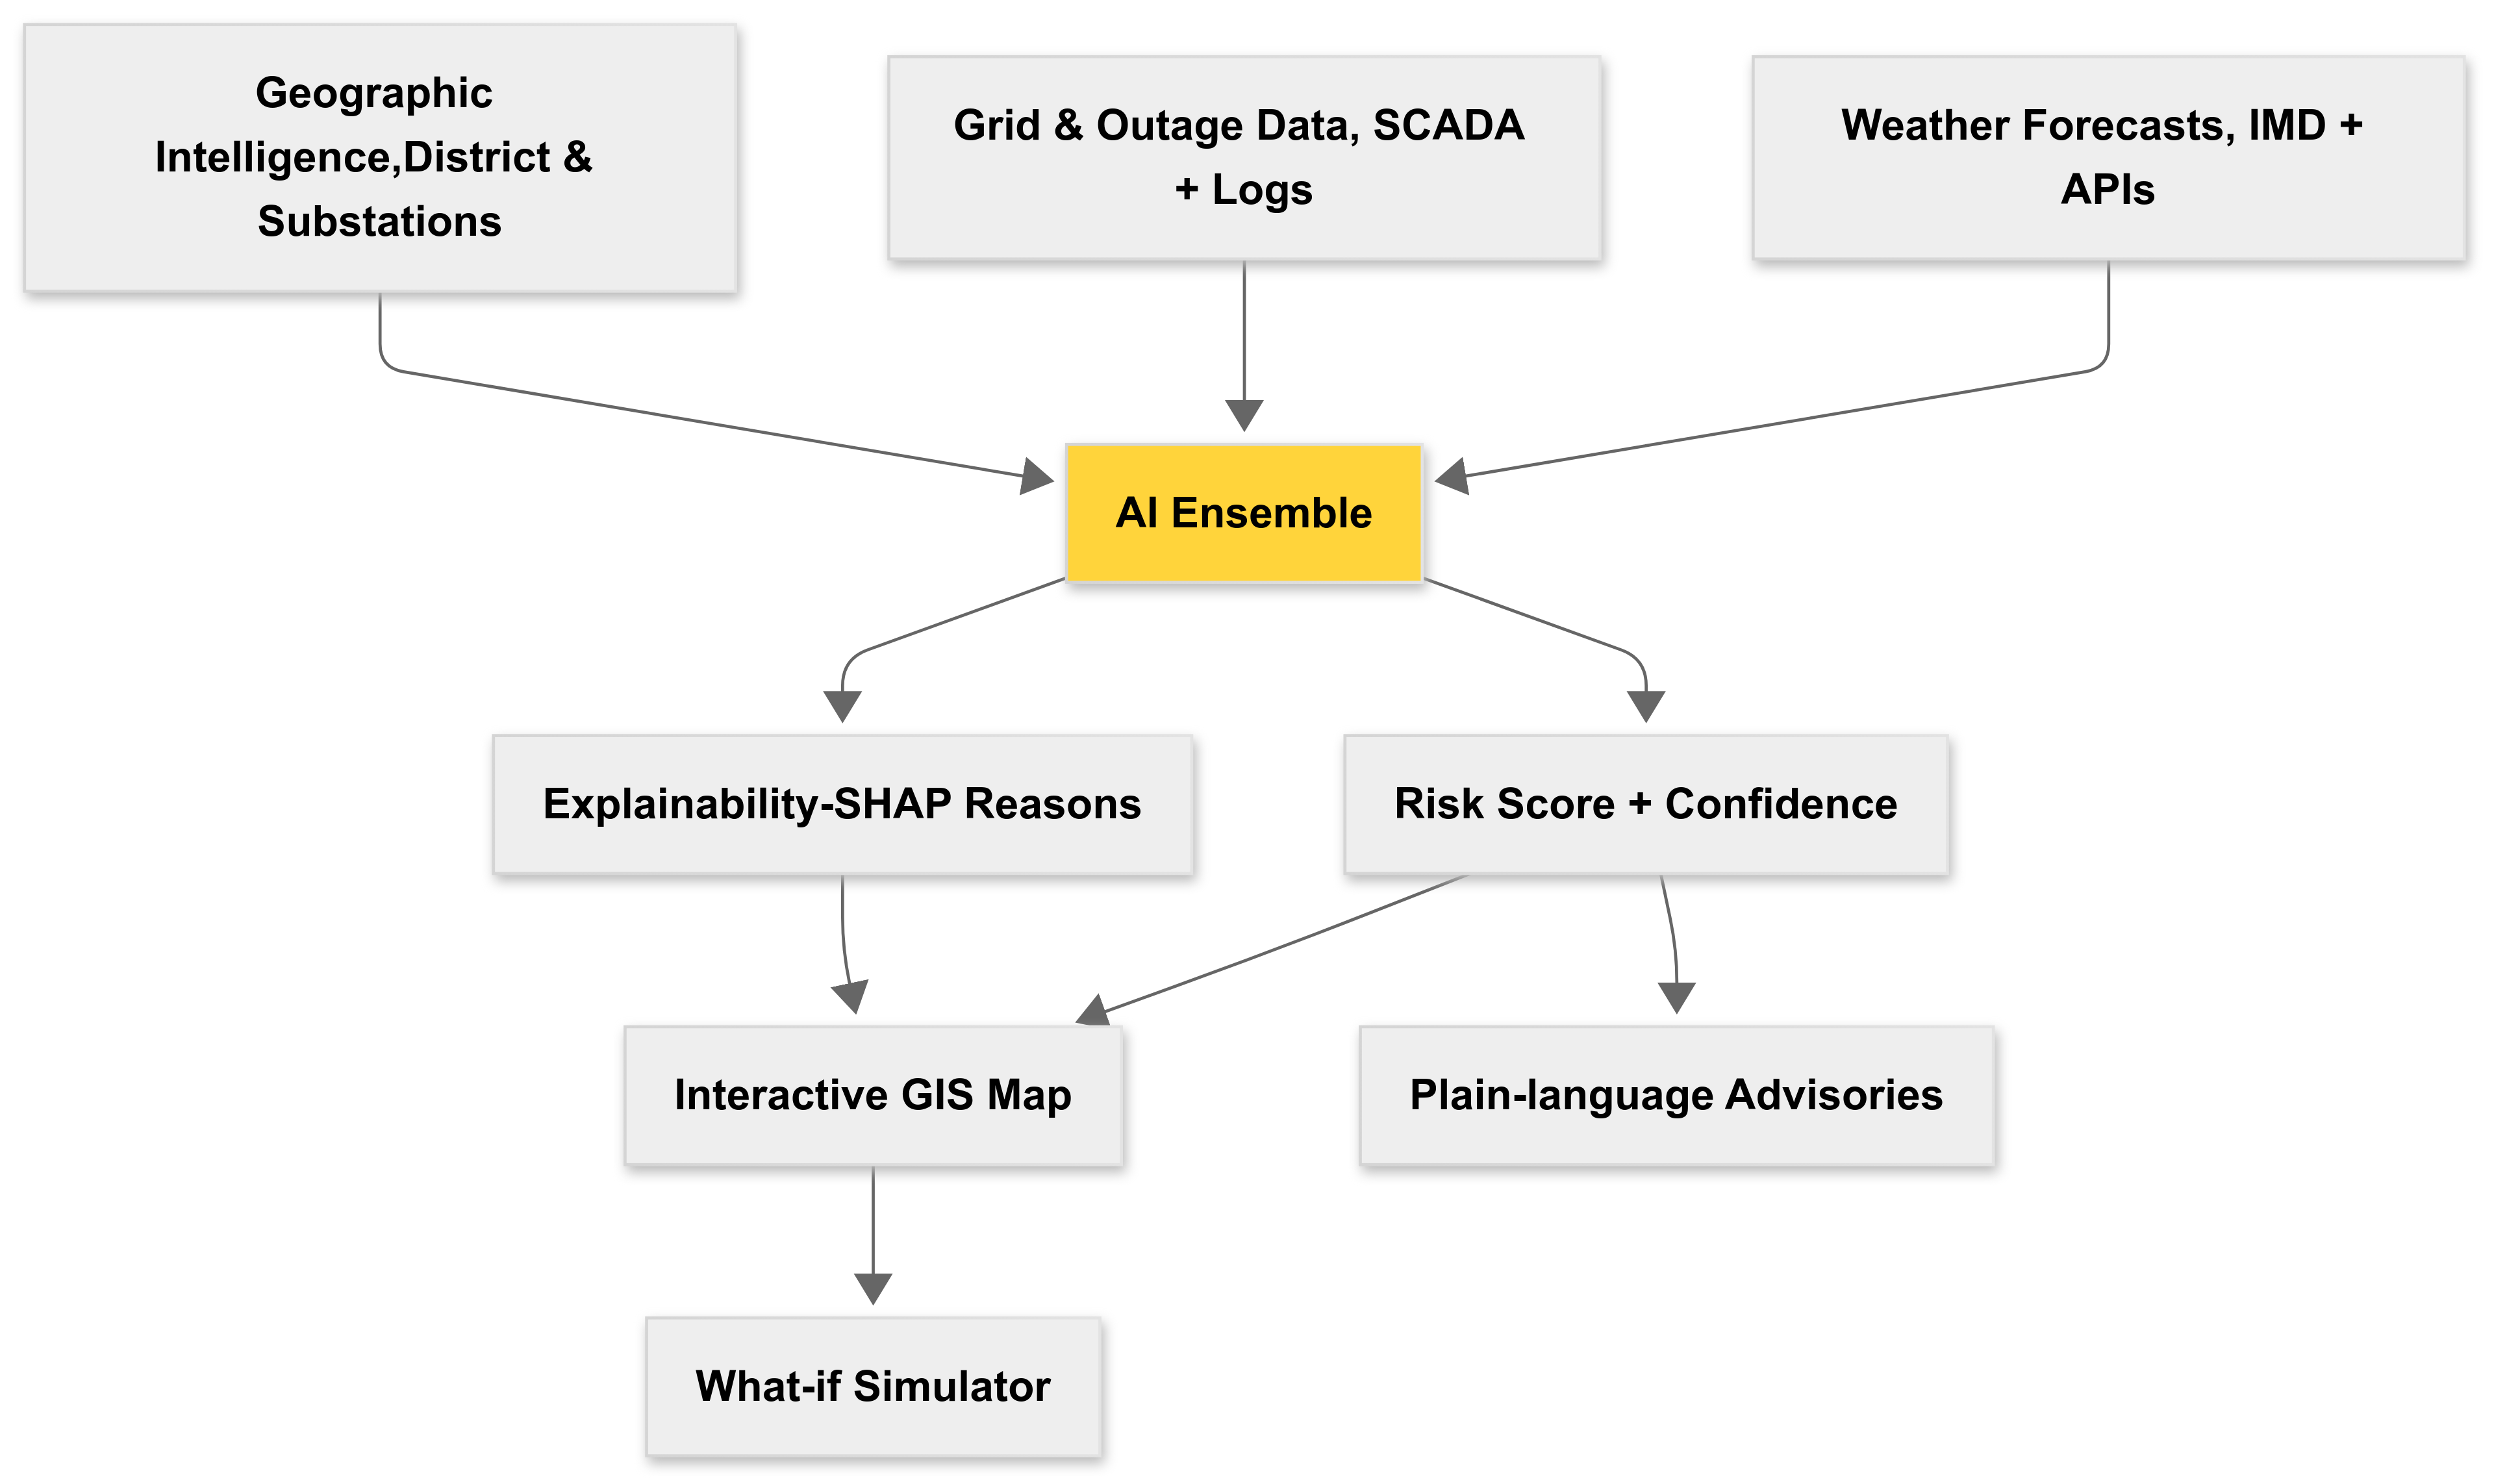 Geographic
Intelligence,District &
Substations
Grid & Outage Data, SCADA
+ Logs
Weather Forecasts, IMD +
APIs
AI Ensemble
Explainability-SHAP Reasons
Risk Score + Confidence
Interactive GIS Map
Plain-language Advisories
What-if Simulator